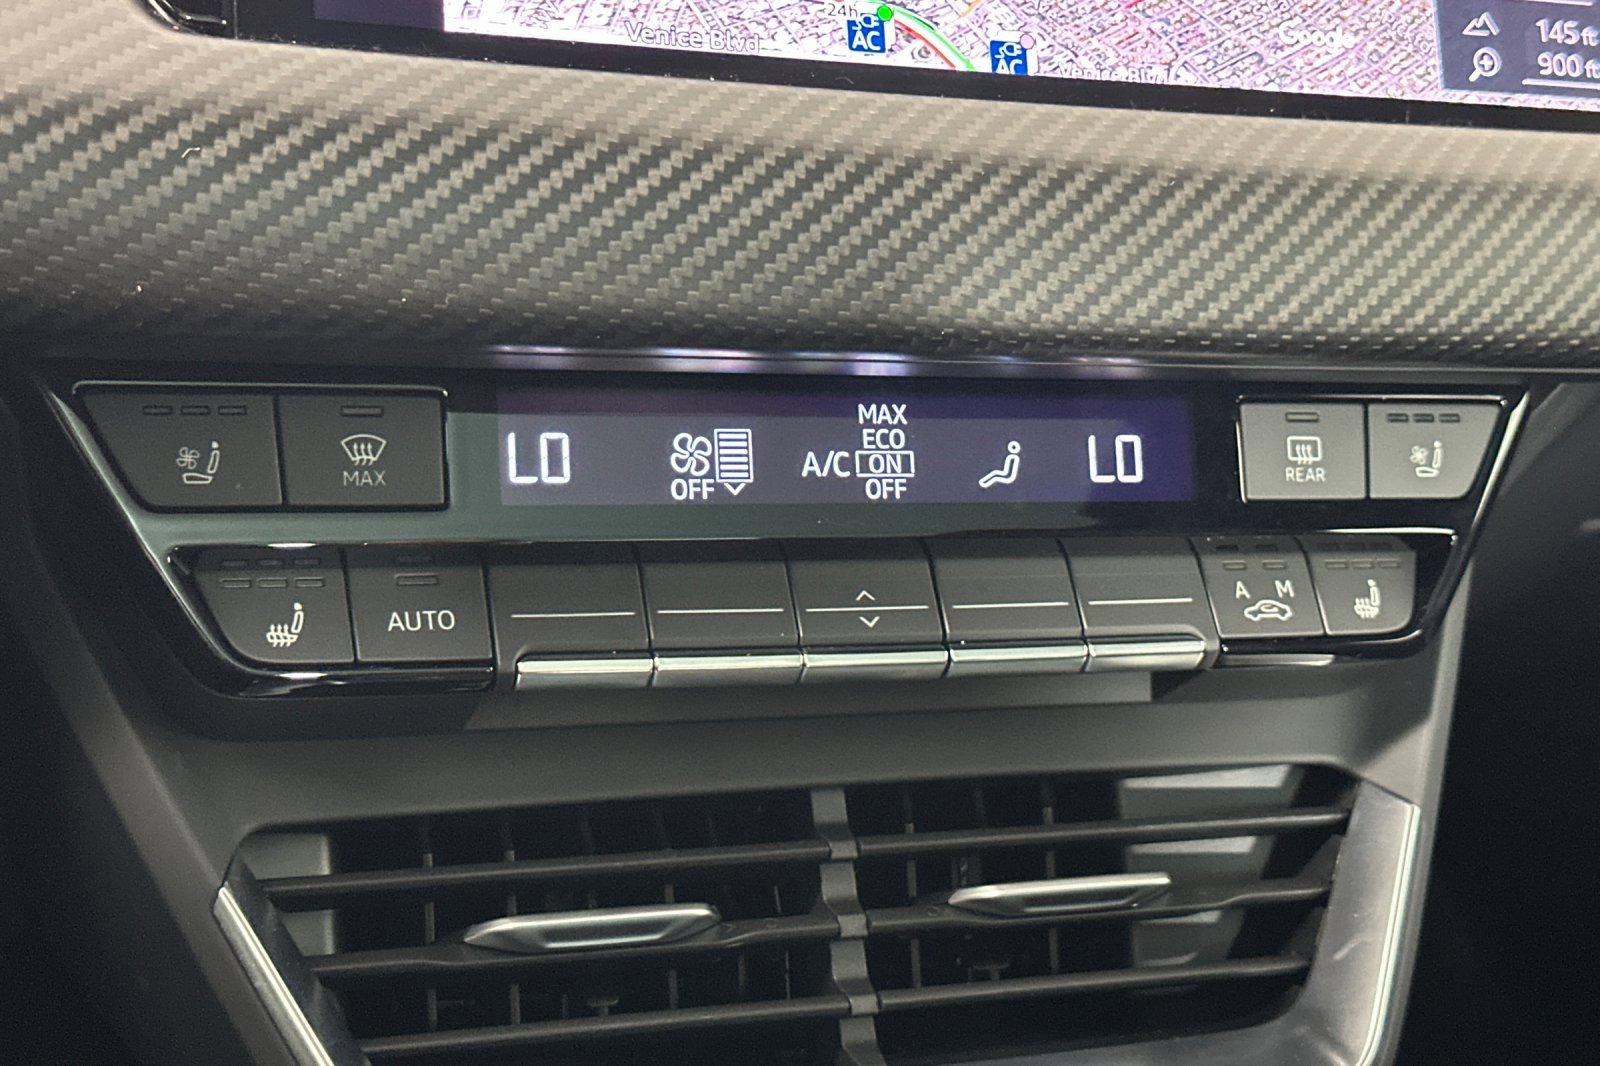 24h
AC
Venice Blvd
AC
Venice Blvd
Google
145 ft
900 ft
MAX
LO
OFF
A/C
MAX
ECO
ON
OFF
LO
REAR
AUTO
A M